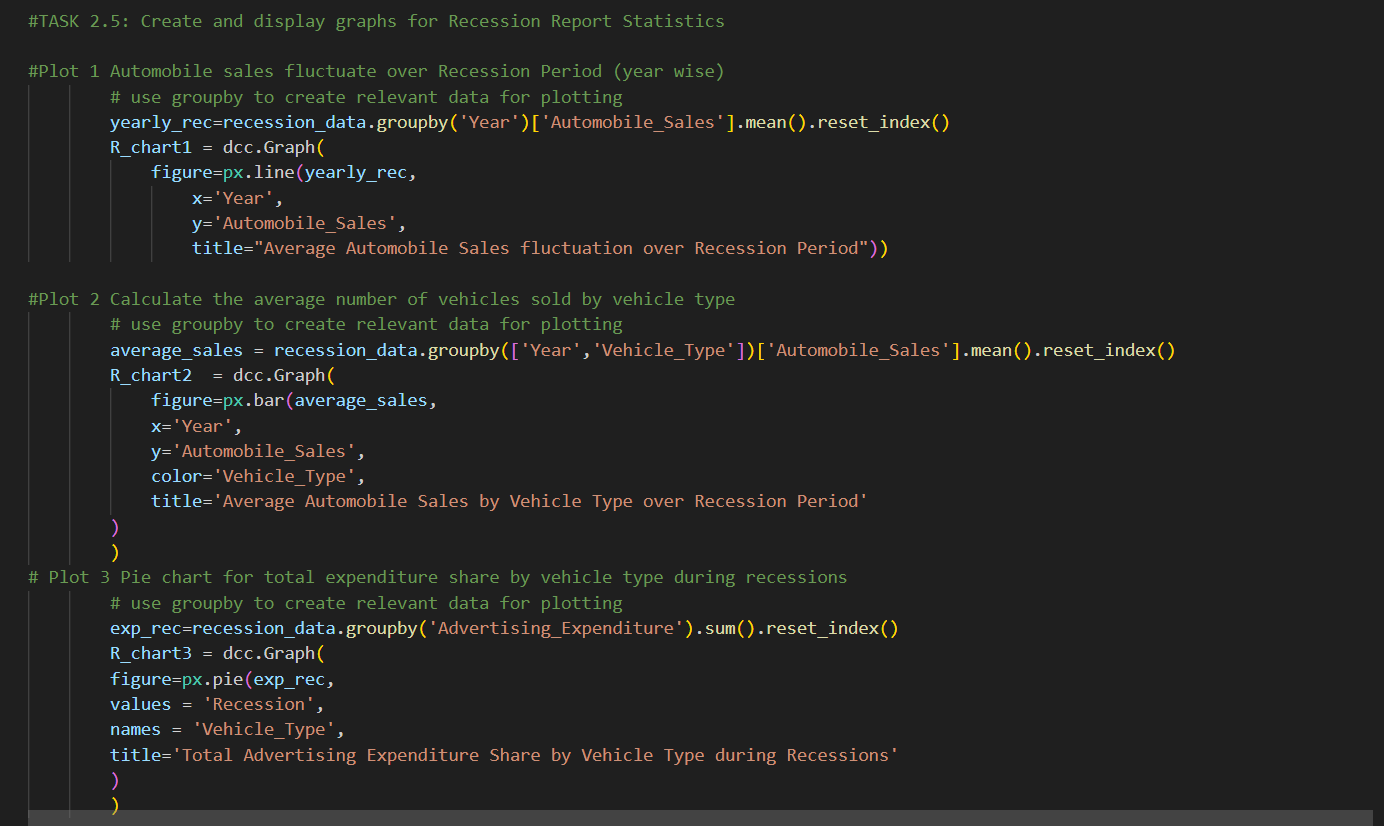 #TASK 2.5: Create and display graphs for Recession Report Statistics
#Plot 1 Automobile sales fluctuate over Recession Period (year wise)
# use groupby to create relevant data for plotting
yearly_rec=recession_data.groupby('Year')['Automobile_Sales'].mean().reset_index()
R_chart1 = dcc.Graph(
figure=px.line(yearly_rec,
x='Year',
y='Automobile_Sales',
title="Average Automobile Sales fluctuation over Recession Period"))
#Plot 2 Calculate the average number of vehicles sold by vehicle type
# use groupby to create relevant data for plotting
average_sales = recession_data.groupby(['Year','Vehicle_Type'])['Automobile_Sales'].mean().reset_index()
R_chart2  = dcc.Graph(
figure=px.bar(average_sales,
x='Year',
y='Automobile_Sales',
color='Vehicle_Type',
title='Average Automobile Sales by Vehicle Type over Recession Period'
)
)
# Plot 3 Pie chart for total expenditure share by vehicle type during recessions
# use groupby to create relevant data for plotting
exp_rec=recession_data.groupby('Advertising_Expenditure').sum().reset_index()
R_chart3 = dcc.Graph(
figure=px.pie(exp_rec,
values = 'Recession',
names = 'Vehicle_Type',
title='Total Advertising Expenditure Share by Vehicle Type during Recessions'
)
)